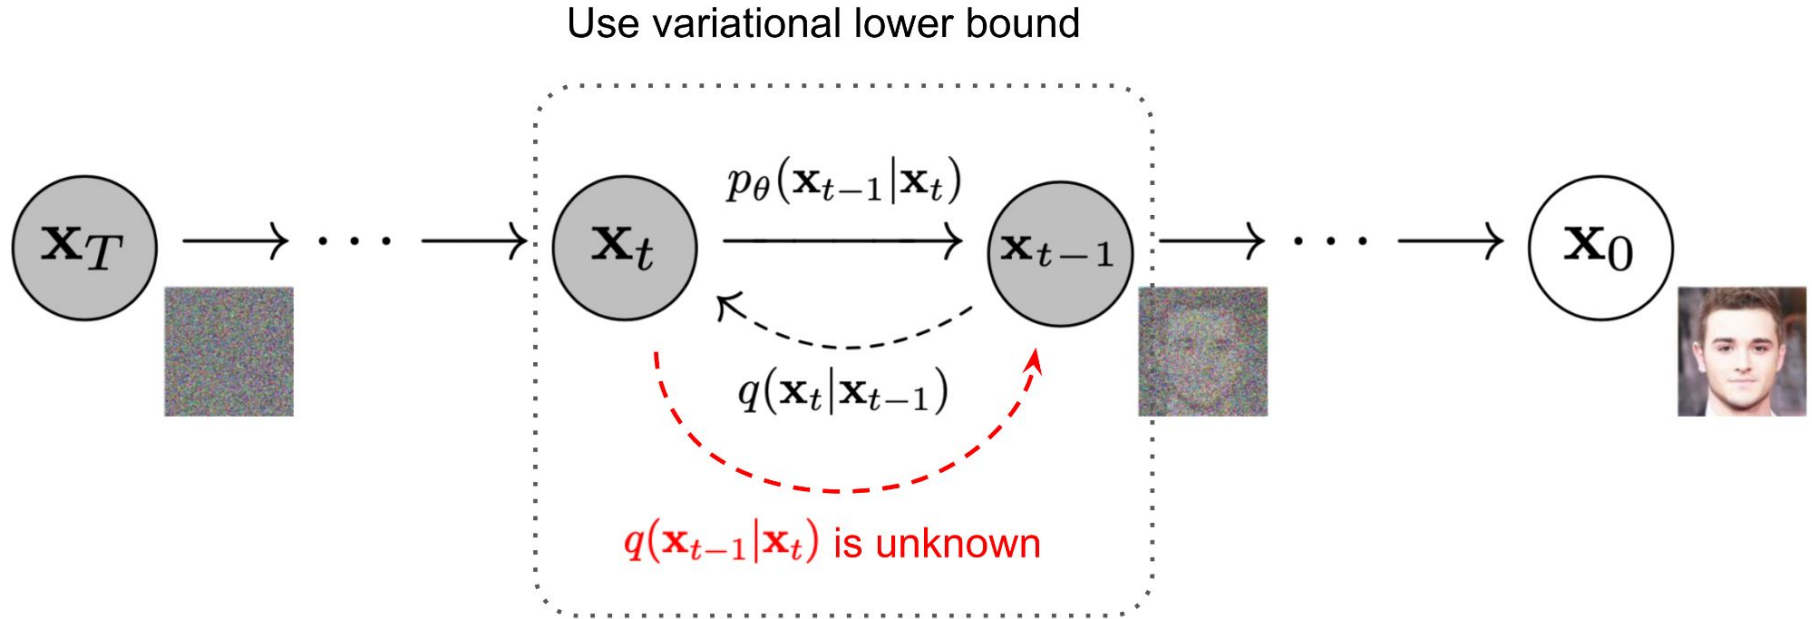 Use variational lower bound
p_θ(x_{t−1}|x_t)
x_T → ··· → x_t → x_{t−1} → ··· → x_0
q(x_t|x_{t−1})
q(x_{t−1}|x_t) is unknown